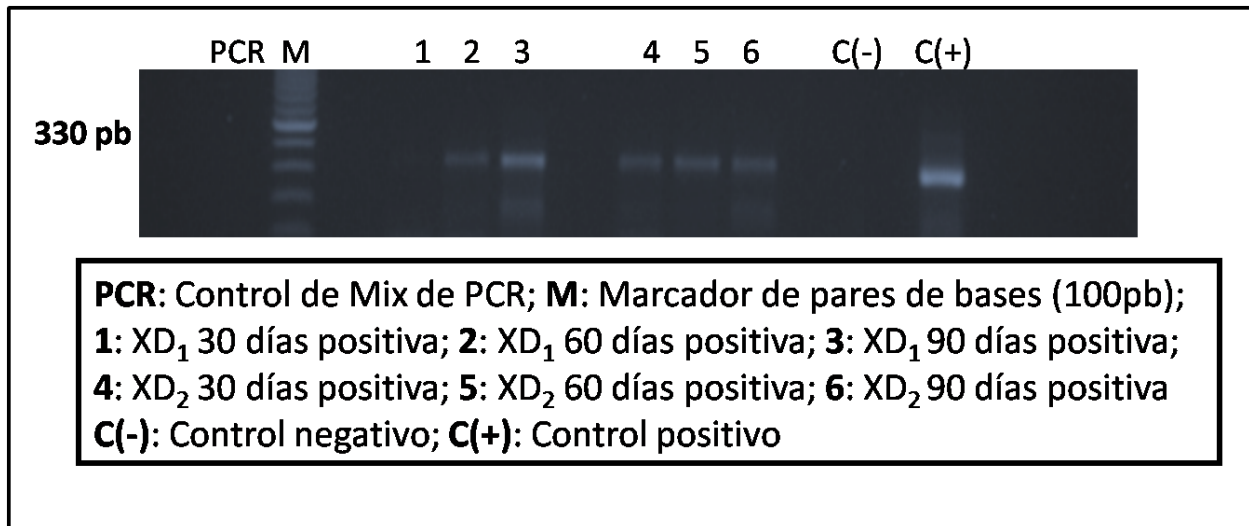 PCR M 1 2 3 4 5 6 C(-) C(+)
330 pb
PCR: Control de Mix de PCR; M: Marcador de pares de bases (100pb);
1: XD₁ 30 días positiva; 2: XD₁ 60 días positiva; 3: XD₁ 90 días positiva;
4: XD₂ 30 días positiva; 5: XD₂ 60 días positiva; 6: XD₂ 90 días positiva
C(-): Control negativo; C(+): Control positivo